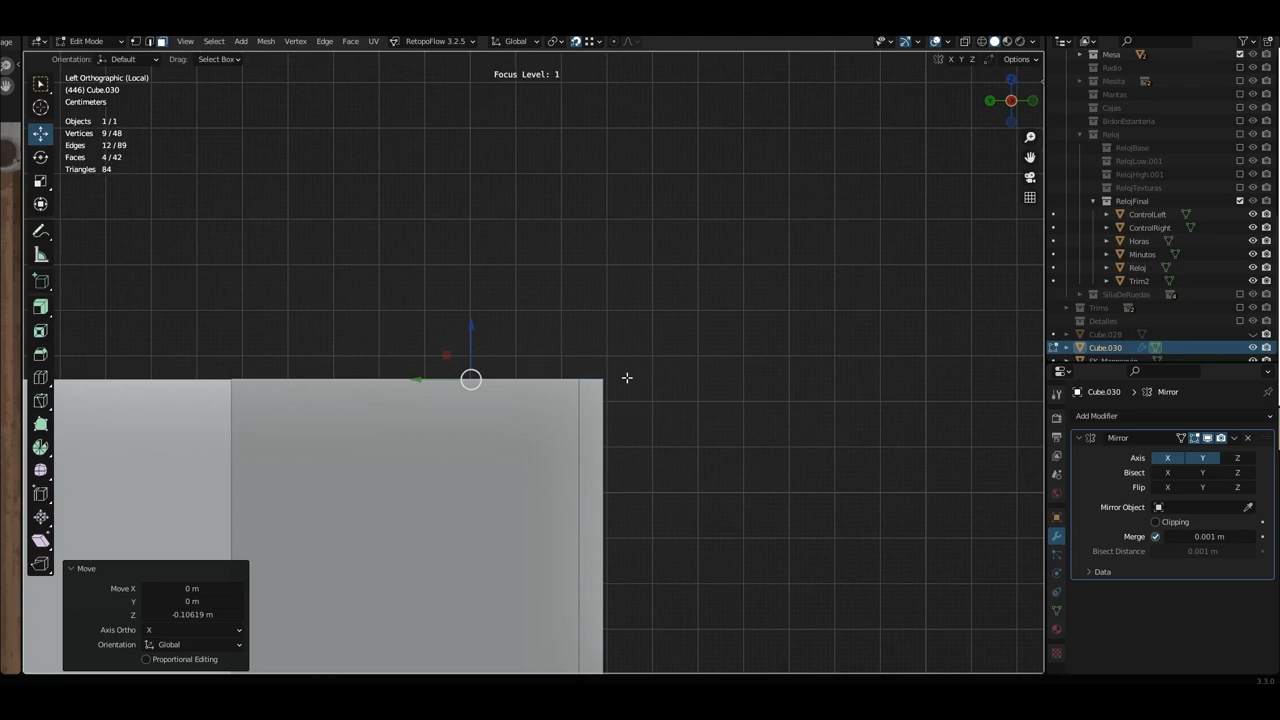 age
Edit Mode
View
Select
Add
Mesh
Vertex
Edge
Face
UV
RetopoFlow 3.2.5
Global
Orientation:
Default
Drag:
Select Box
X
Y
Z
Options
Left Orthographic (Local)
(446) Cube.030
Centimeters
Objects 1 / 1
Vertices 9 / 48
Edges 12 / 89
Faces 4 / 42
Triangles 84
Focus Level: 1
Z
Y
Mesa
2
Radio
Mesita
2
Mantas
Cajas
BidonEstanteria
Reloj
RelojBase
RelojLow.001
RelojHigh.001
RelojTexturas
RelojFinal
ControlLeft
ControlRight
Horas
Minutos
Reloj
Trim2
SillaDeRuedas
4
Trims
2
Detalles
Cube.028
Cube.030
Cube.030
Mirror
Add Modifier
Mirror
Axis X Y Z
Bisect X Y Z
Flip X Y Z
Mirror Object
Clipping
Merge 0.001 m
Bisect Distance 0.001 m
Data
Move
Move X 0 m
Y 0 m
Z -0.10619 m
Axis Ortho X
Orientation Global
Proportional Editing
3.3.0